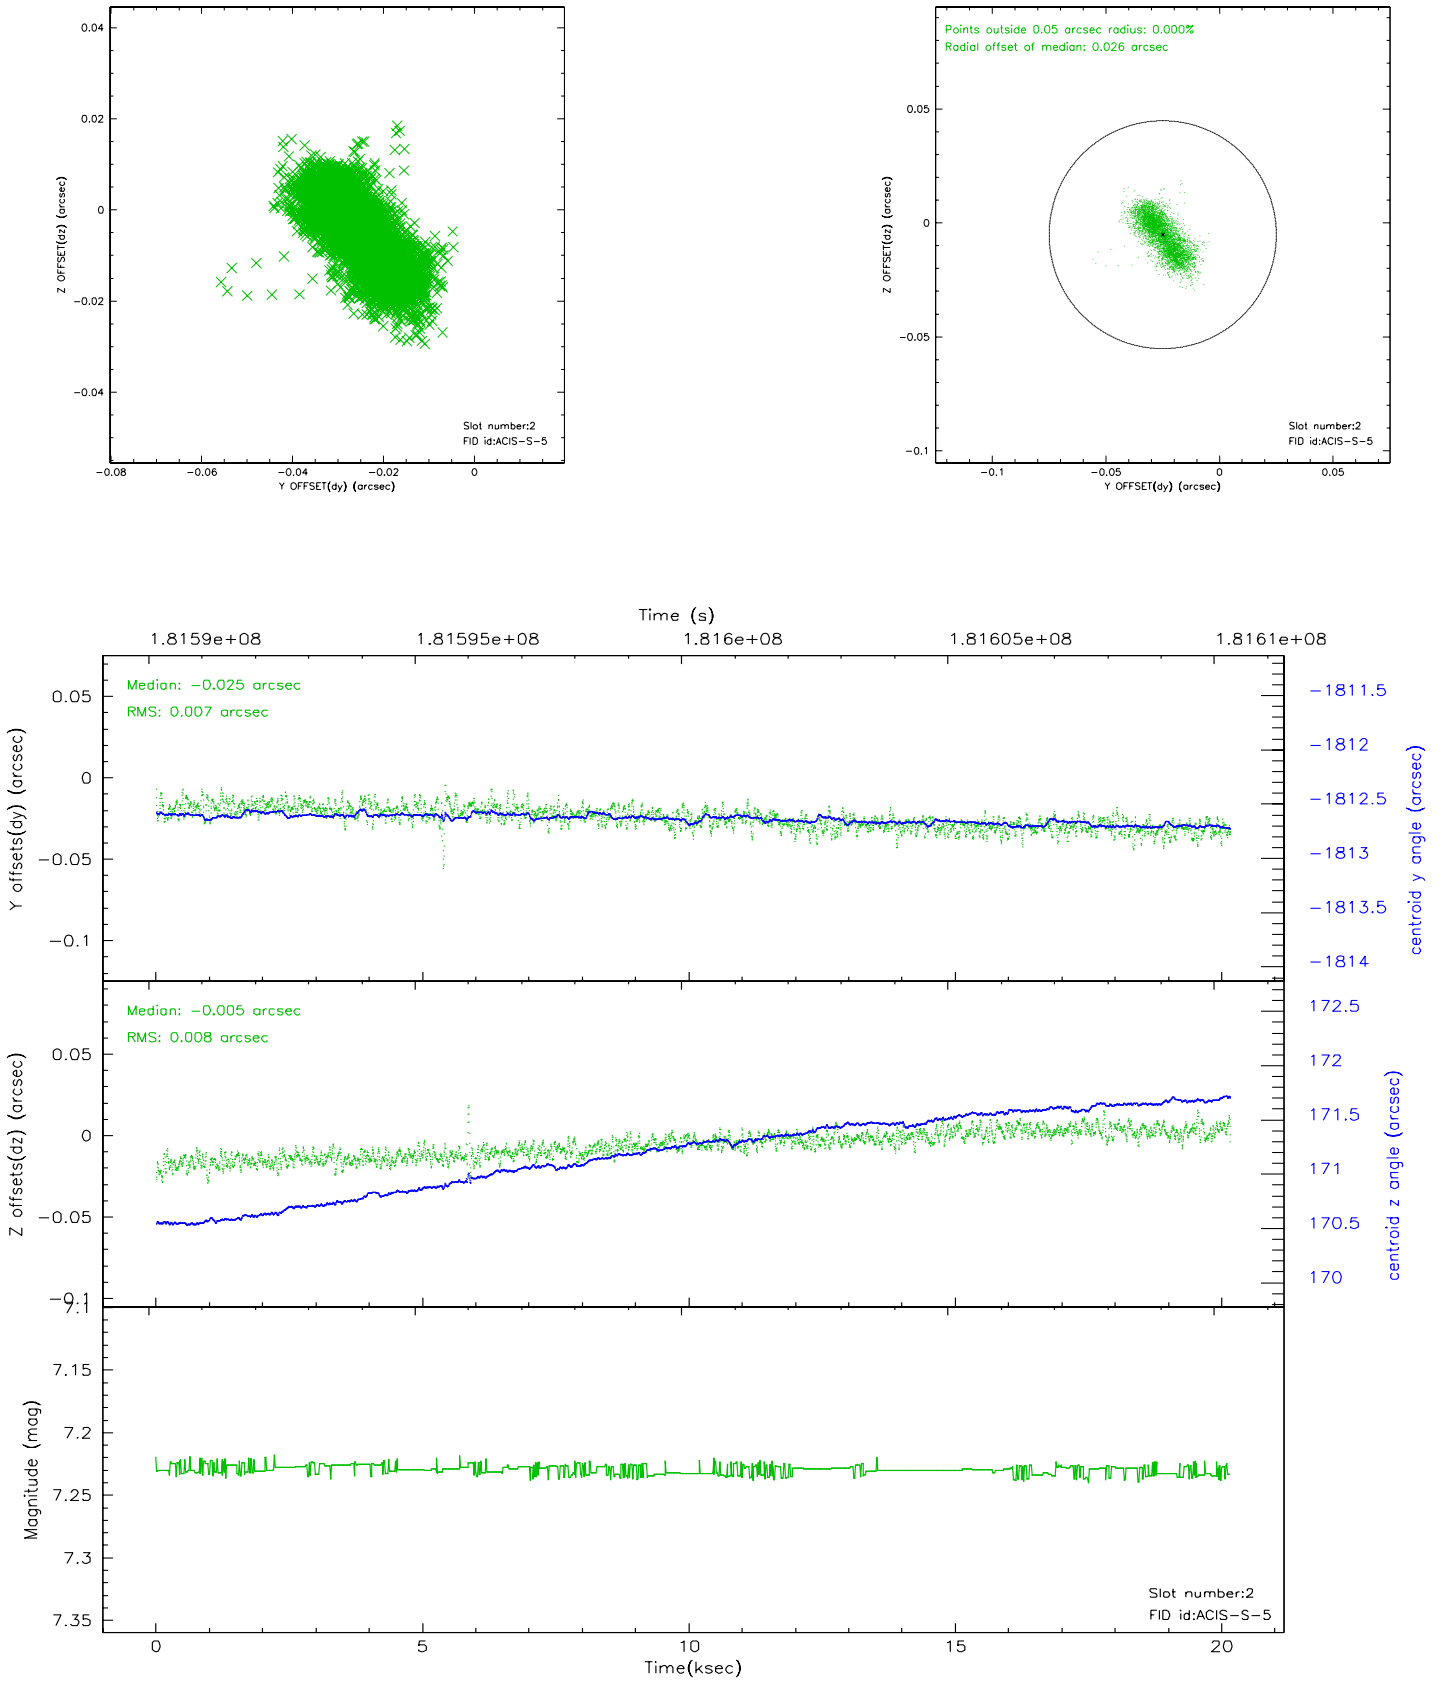 0.04
0.02
0
−0.02
−0.04
Z OFFSET(dz) (arcsec)
Slot number:2
FID id:ACIS−S−5
−0.08
−0.06
−0.04
−0.02
0
Y OFFSET(dy) (arcsec)
Points outside 0.05 arcsec radius: 0.000%
Radial offset of median: 0.026 arcsec
0.05
0
−0.05
−0.1
Z OFFSET(dz) (arcsec)
Slot number:2
FID id:ACIS−S−5
−0.1
−0.05
0
0.05
Y OFFSET(dy) (arcsec)
Time (s)
1.8159e+08
1.81595e+08
1.816e+08
1.81605e+08
1.8161e+08
Median: −0.025 arcsec
RMS: 0.007 arcsec
0.05
0
−0.05
−0.1
Y offsets(dy) (arcsec)
−1811.5
−1812
−1812.5
−1813
−1813.5
−1814
centroid y angle (arcsec)
Median: −0.005 arcsec
RMS: 0.008 arcsec
0.05
0
−0.05
−0.1
Z offsets(dz) (arcsec)
172.5
172
171.5
171
170.5
170
centroid z angle (arcsec)
7.1
7.15
7.2
7.25
7.3
7.35
Magnitude (mag)
Slot number:2
FID id:ACIS−S−5
0
5
10
15
20
Time(ksec)